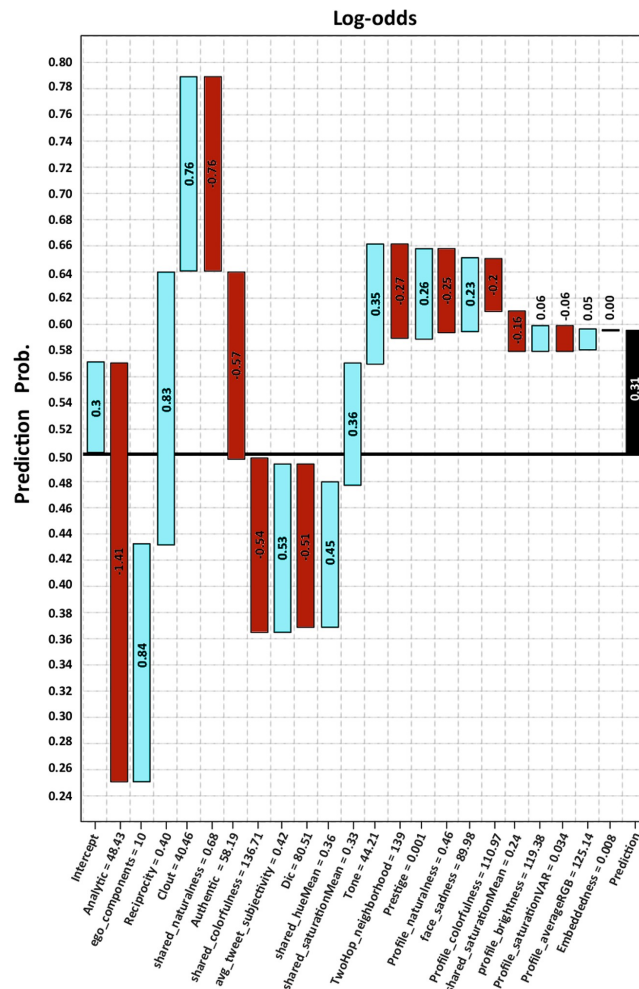 Log-odds
Prediction Prob.
0.80
0.78
0.76
0.74
0.72
0.70
0.68
0.66
0.64
0.62
0.60
0.58
0.56
0.54
0.52
0.50
0.48
0.46
0.44
0.42
0.40
0.38
0.36
0.34
0.32
0.30
0.28
0.26
0.24
0.3
-1.41
0.84
0.83
0.76
-0.76
-0.57
-0.54
0.53
-0.51
0.45
0.36
0.35
-0.27
0.26
-0.25
0.23
-0.2
-0.16
0.06
-0.06
0.05
0.00
0.31
Intercept
Analytic = 48.43
ego_components = 10
Reciprocity = 0.40
Clout = 40.46
shared_naturalness = 0.68
Authentic = 58.19
shared_colorfulness = 136.71
avg_tweet_subjectivity = 0.42
Dic = 80.51
shared_hueMean = 0.36
shared_saturationMean = 0.33
Tone = 44.21
TwoHop_neighborhood = 139
Prestige = 0.001
Profile_naturalness = 0.46
face_sadness = 89.98
Profile_colorfulness = 110.97
shared_saturationMean = 0.24
profile_brightness = 119.38
Profile_saturationVAR = 0.034
Profile_averageRGB = 125.14
Embeddedness = 0.008
Prediction